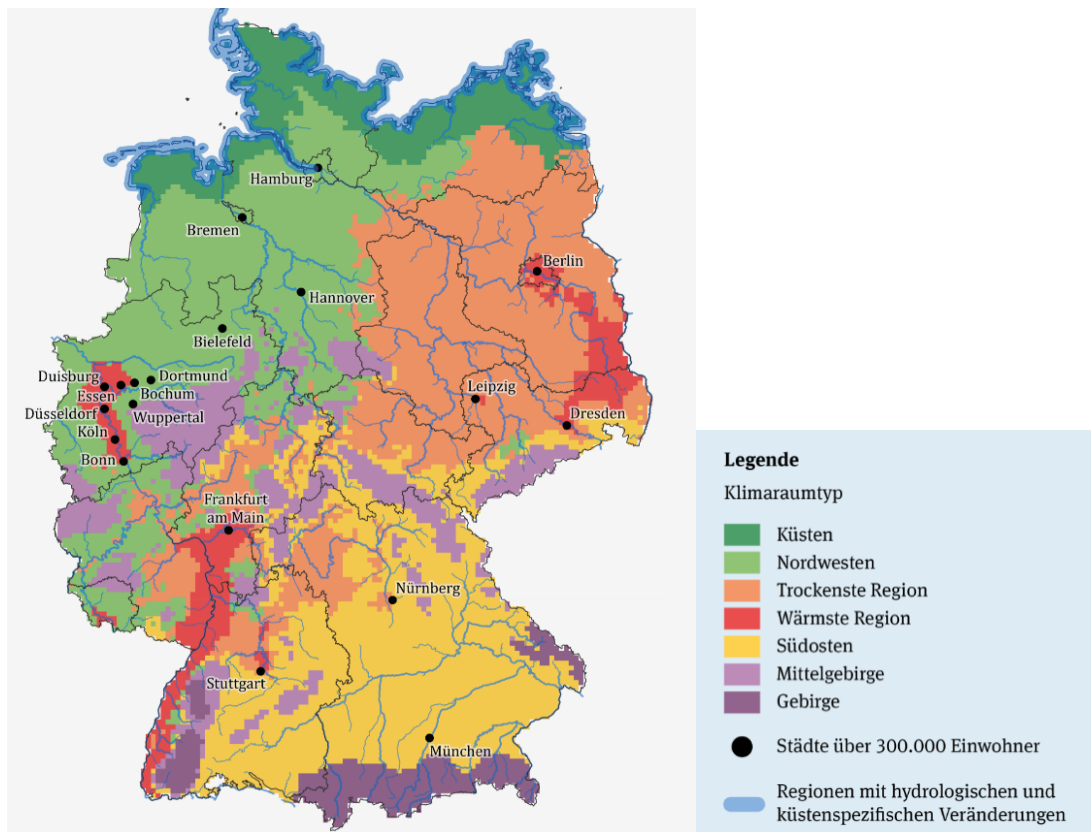 Hamburg
Bremen
Berlin
Hannover
Bielefeld
Duisburg
Dortmund
Essen
Bochum
Leipzig
Düsseldorf
Wuppertal
Dresden
Köln
Bonn
Frankfurt
am Main
Nürnberg
Stuttgart
München
Legende
Klimaraumtyp
Küsten
Nordwesten
Trockenste Region
Wärmste Region
Südosten
Mittelgebirge
Gebirge
Städte über 300.000 Einwohner
Regionen mit hydrologischen und
küstenspezifischen Veränderungen